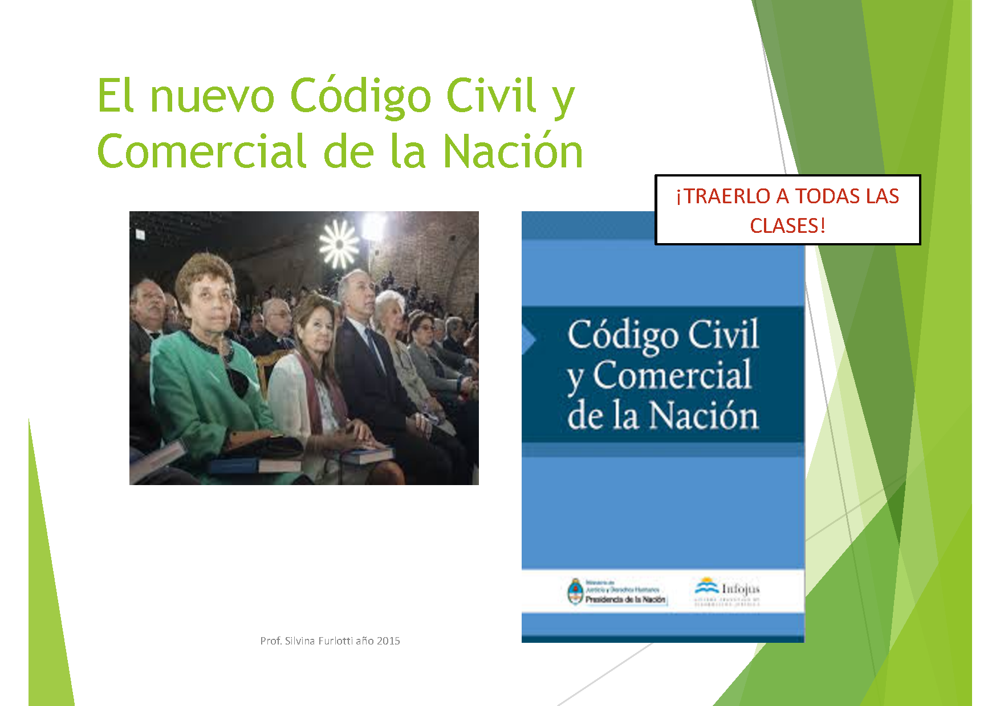 El nuevo Código Civil y
Comercial de la Nación
¡TRAERLO A TODAS LAS
CLASES!
Código Civil
y Comercial
de la Nación
Ministerio de
Justicia y Derechos Humanos
Presidencia de la Nación
Infojus
Prof. Silvina Furlotti año 2015